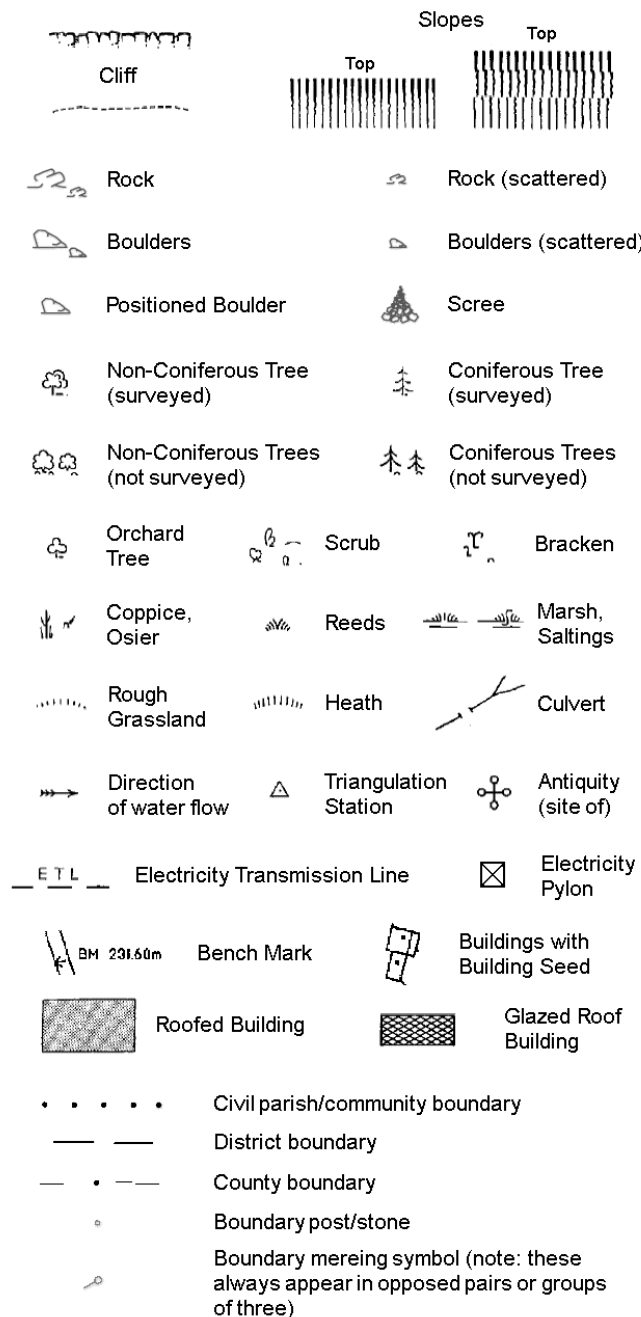 Slopes
Top
Top
Cliff
Rock
Rock (scattered)
Boulders
Boulders (scattered)
Positioned Boulder
Scree
Non-Coniferous Tree
(surveyed)
Coniferous Tree
(surveyed)
Non-Coniferous Trees
(not surveyed)
Coniferous Trees
(not surveyed)
Orchard
Tree
Scrub
Bracken
Coppice,
Osier
Reeds
Marsh,
Saltings
Rough
Grassland
Heath
Culvert
Direction
of water flow
Triangulation
Station
Antiquity
(site of)
E T L
Electricity Transmission Line
Electricity
Pylon
BM 231.60m
Bench Mark
Buildings with
Building Seed
Roofed Building
Glazed Roof
Building
Civil parish/community boundary
District boundary
County boundary
Boundary post/stone
Boundary mereing symbol (note: these
always appear in opposed pairs or groups
of three)